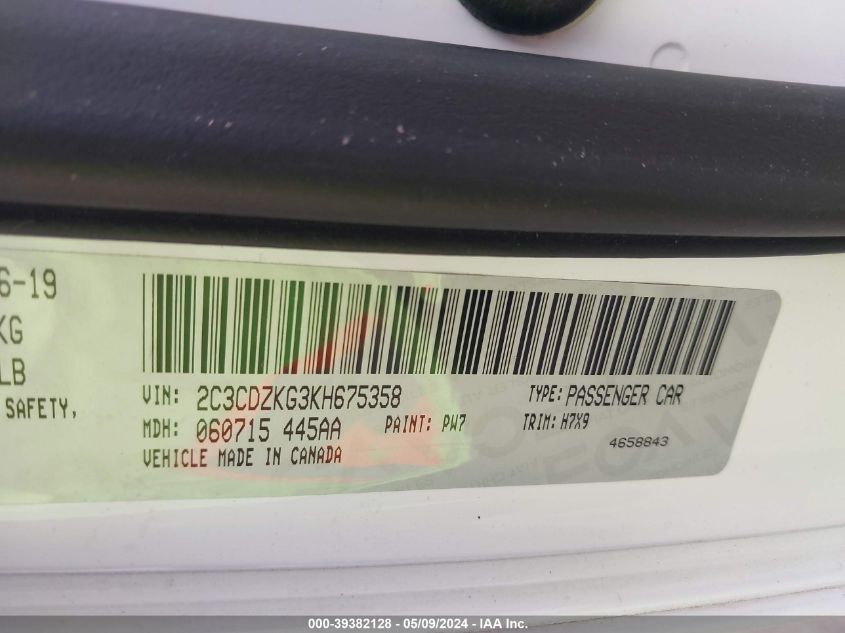 6-19
KG
LB
SAFETY,
VIN: 2C3CDZKG3KH675358 TYPE: PASSENGER CAR
MDH: 060715 445AA PAINT: PW7 TRIM: H7X9
VEHICLE MADE IN CANADA 4658843
000-39382128 - 05/09/2024 - IAA Inc.